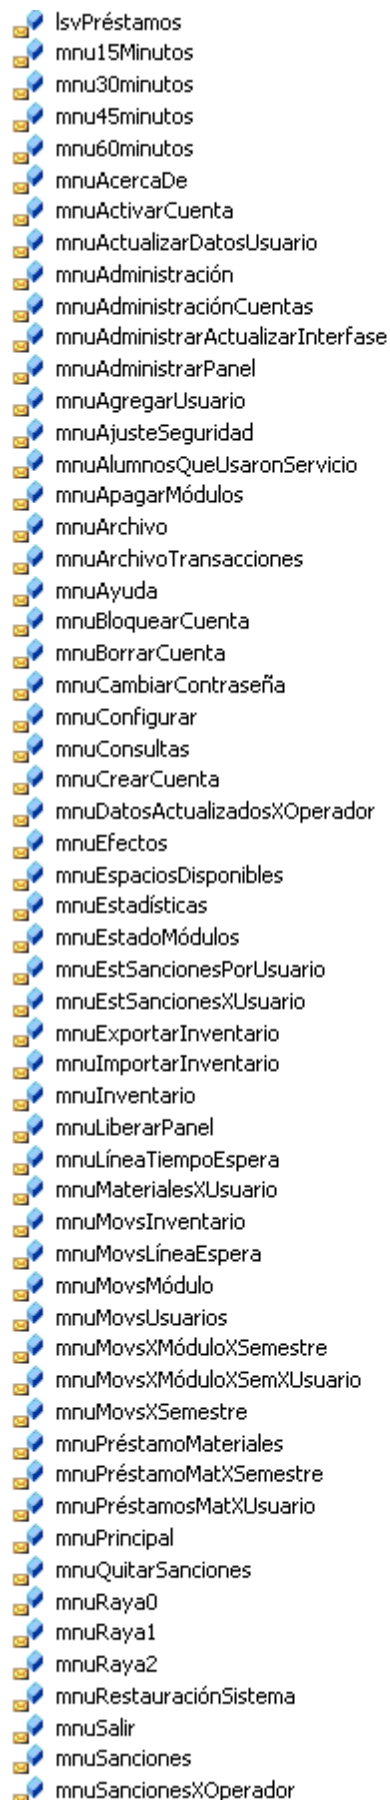 lsvPréstamos
mnu15Minutos
mnu30minutos
mnu45minutos
mnu60minutos
mnuAcercaDe
mnuActivarCuenta
mnuActualizarDatosUsuario
mnuAdministración
mnuAdministraciónCuentas
mnuAdministrarActualizarInterfase
mnuAdministrarPanel
mnuAgregarUsuario
mnuAjusteSeguridad
mnuAlumnosQueUsaronServicio
mnuApagarMódulos
mnuArchivo
mnuArchivoTransacciones
mnuAyuda
mnuBloquearCuenta
mnuBorrarCuenta
mnuCambiarContraseña
mnuConfigurar
mnuConsultas
mnuCrearCuenta
mnuDatosActualizadosXOperador
mnuEfectos
mnuEspaciosDisponibles
mnuEstadísticas
mnuEstadoMódulos
mnuEstSancionesPorUsuario
mnuEstSancionesXUsuario
mnuExportarInventario
mnuImportarInventario
mnuInventario
mnuLiberarPanel
mnuLíneaTiempoEspera
mnuMaterialesXUsuario
mnuMovsInventario
mnuMovsLíneaEspera
mnuMovsMódulo
mnuMovsUsuarios
mnuMovsXMóduloXSemestre
mnuMovsXMóduloXSemXUsuario
mnuMovsXSemestre
mnuPréstamoMateriales
mnuPréstamoMatXSemestre
mnuPréstamosMatXUsuario
mnuPrincipal
mnuQuitarSanciones
mnuRaya0
mnuRaya1
mnuRaya2
mnuRestauraciónSistema
mnuSalir
mnuSanciones
mnuSancionesXOperador